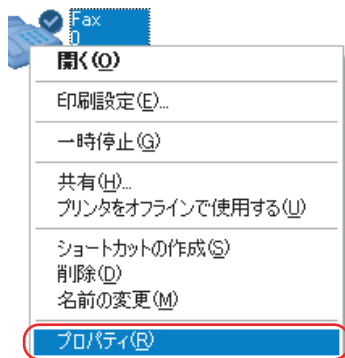 Fax
0
開く(O)
印刷設定(E)...
一時停止(G)
共有(H)...
プリンタをオフラインで使用する(U)
ショートカットの作成(S)
削除(D)
名前の変更(M)
プロパティ(R)